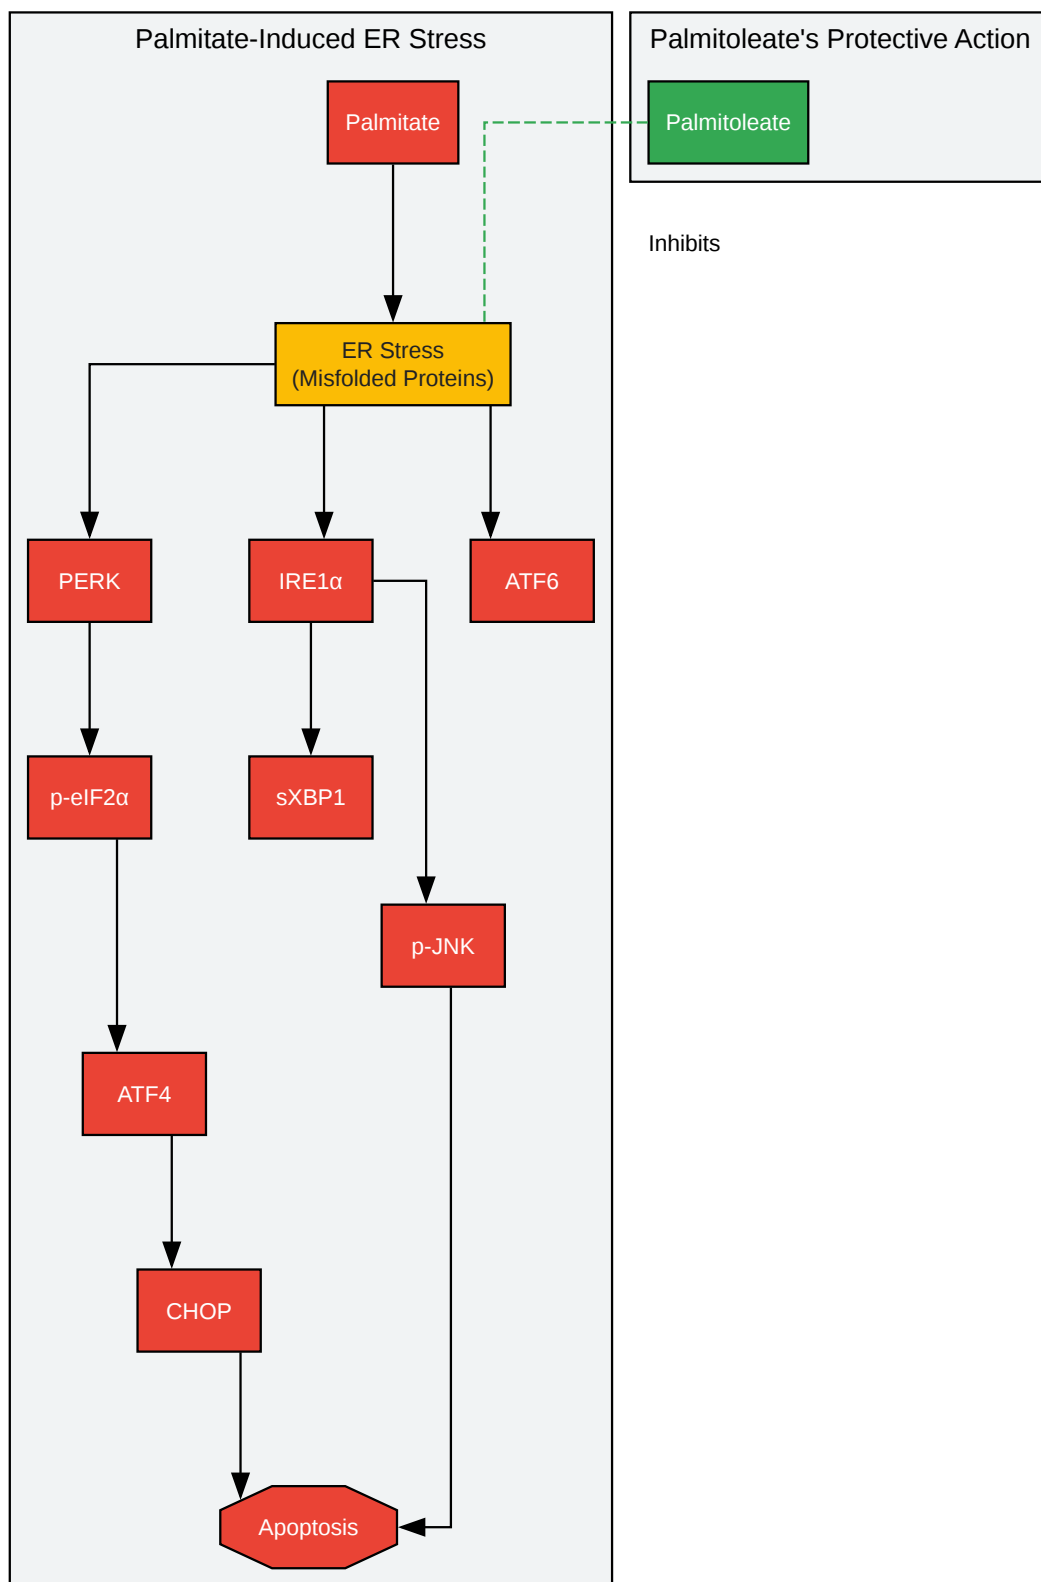 Palmitate-Induced ER Stress
Palmitoleate's Protective Action
Palmitate
Palmitoleate
Inhibits
ER Stress
(Misfolded Proteins)
PERK
IRE1α
ATF6
p-eIF2α
sXBP1
p-JNK
ATF4
CHOP
Apoptosis